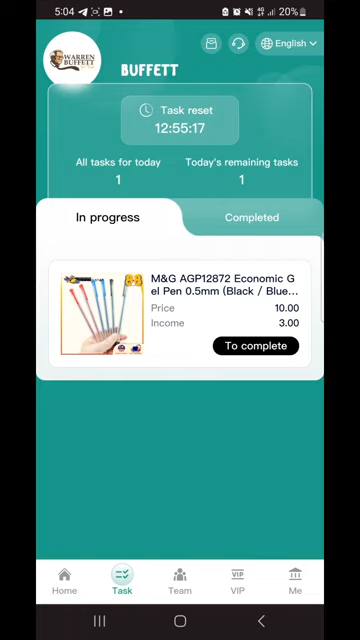 5:04
20%
WARREN
BUFFETT
BUFFETT
English
Task reset
12:55:17
All tasks for today
Today's remaining tasks
1
1
In progress
Completed
M&G AGP12872 Economic G
el Pen 0.5mm (Black / Blue...
Price 10.00
Income 3.00
To complete
VIP
Home
Task
Team
VIP
Me